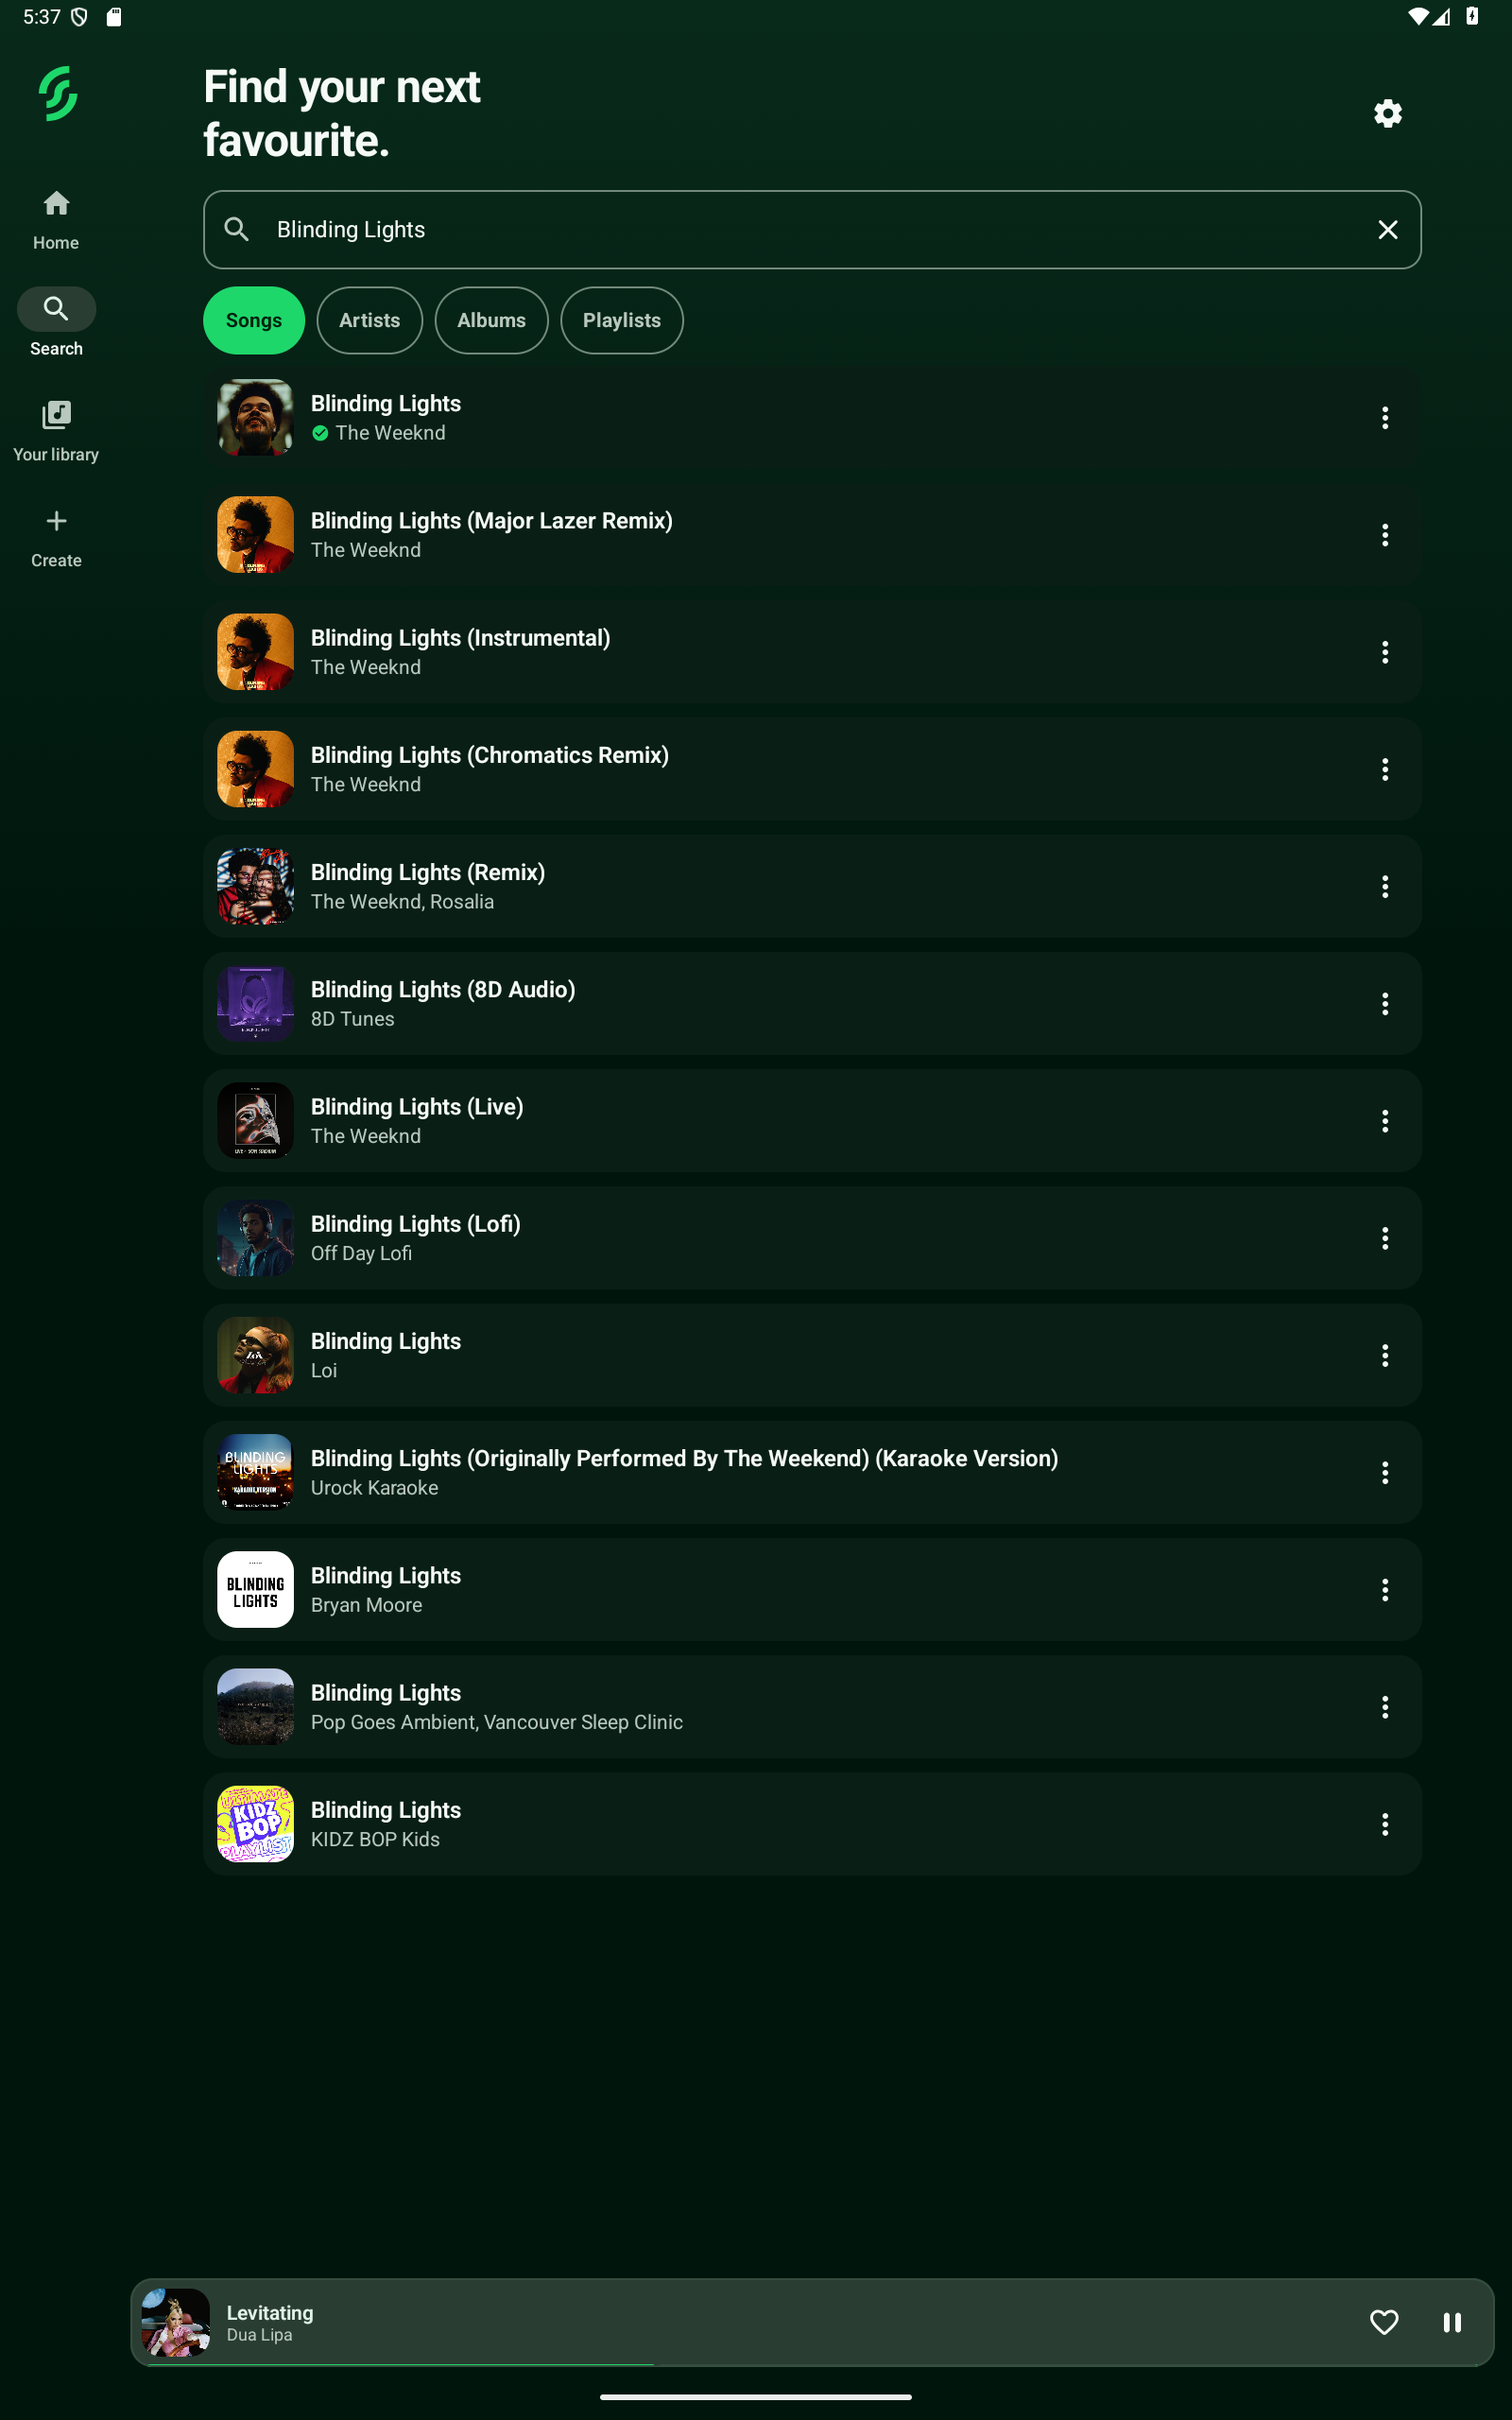 5:37
Find your next
favourite.
Home
Search
Your library
Create
Blinding Lights
Songs
Artists
Albums
Playlists
Blinding Lights
The Weeknd
Blinding Lights (Major Lazer Remix)
The Weeknd
Blinding Lights (Instrumental)
The Weeknd
Blinding Lights (Chromatics Remix)
The Weeknd
Blinding Lights (Remix)
The Weeknd, Rosalia
Blinding Lights (8D Audio)
8D Tunes
Blinding Lights (Live)
The Weeknd
Blinding Lights (Lofi)
Off Day Lofi
Blinding Lights
Loi
BLINDING
LIGHTS
KARAOKE VERSION
Blinding Lights (Originally Performed By The Weekend) (Karaoke Version)
Urock Karaoke
BLINDING
LIGHTS
Blinding Lights
Bryan Moore
Blinding Lights
Pop Goes Ambient, Vancouver Sleep Clinic
ULTIMATE
KIDZ
BOP
PLAYLIST
Blinding Lights
KIDZ BOP Kids
Levitating
Dua Lipa